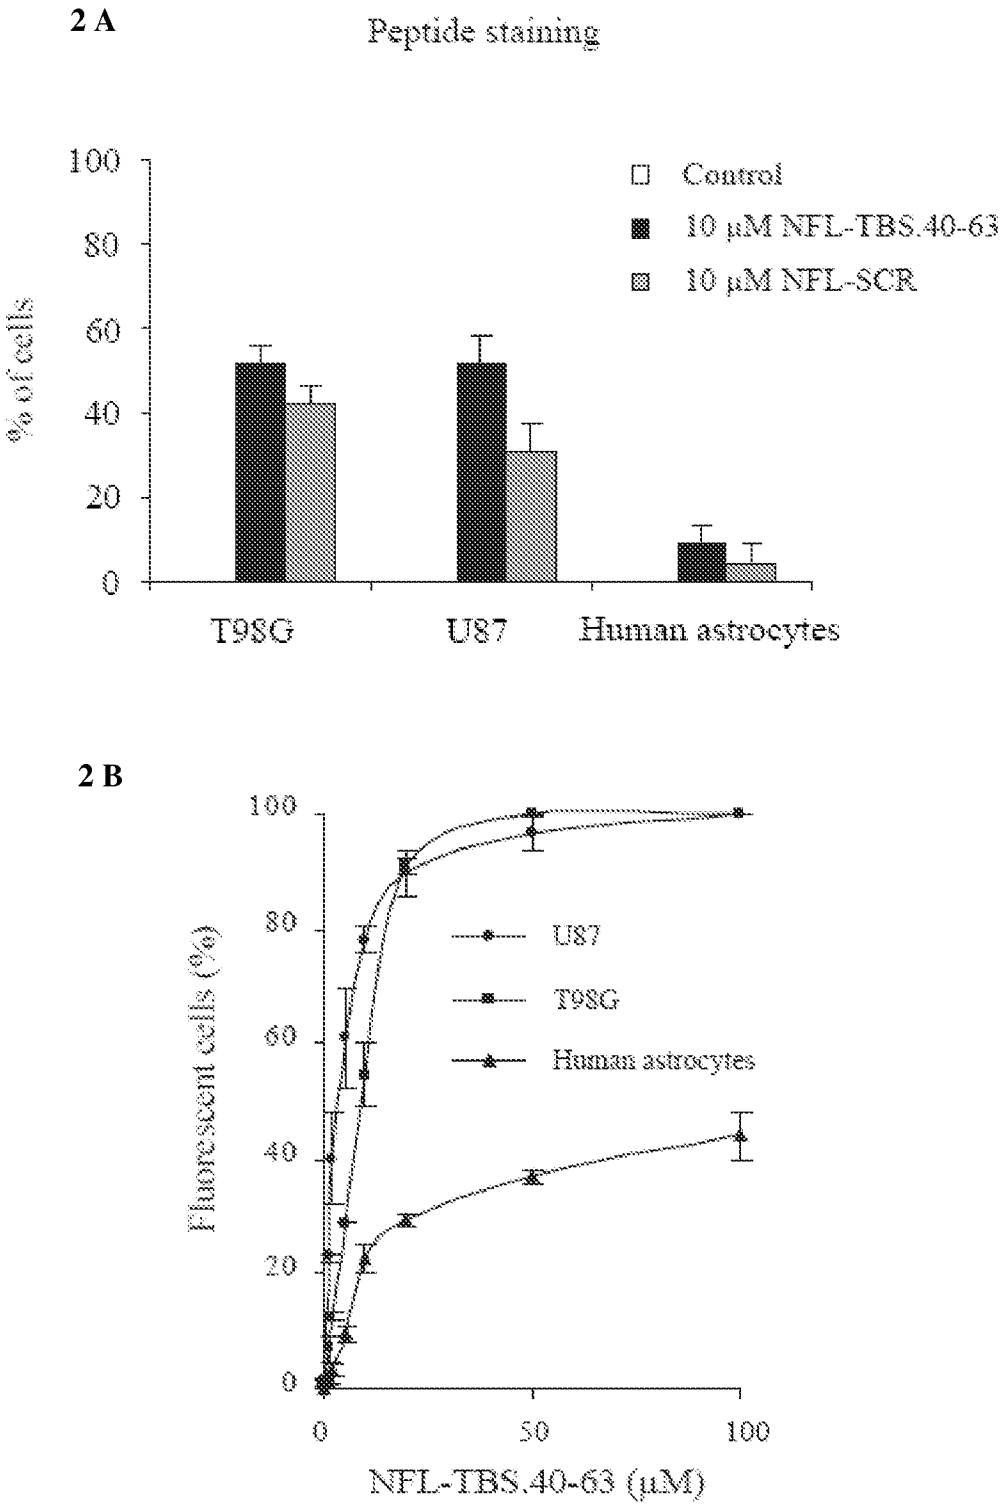 2 A
Peptide staining
100
80
60
40
20
0
% of cells
Control
10 µM NFL-TBS.40-63
10 µM NFL-SCR
T98G
U87
Human astrocytes
2 B
100
80
60
40
20
0
Fluorescent cells (%)
U87
T98G
Human astrocytes
0
50
100
NFL-TBS.40-63 (µM)